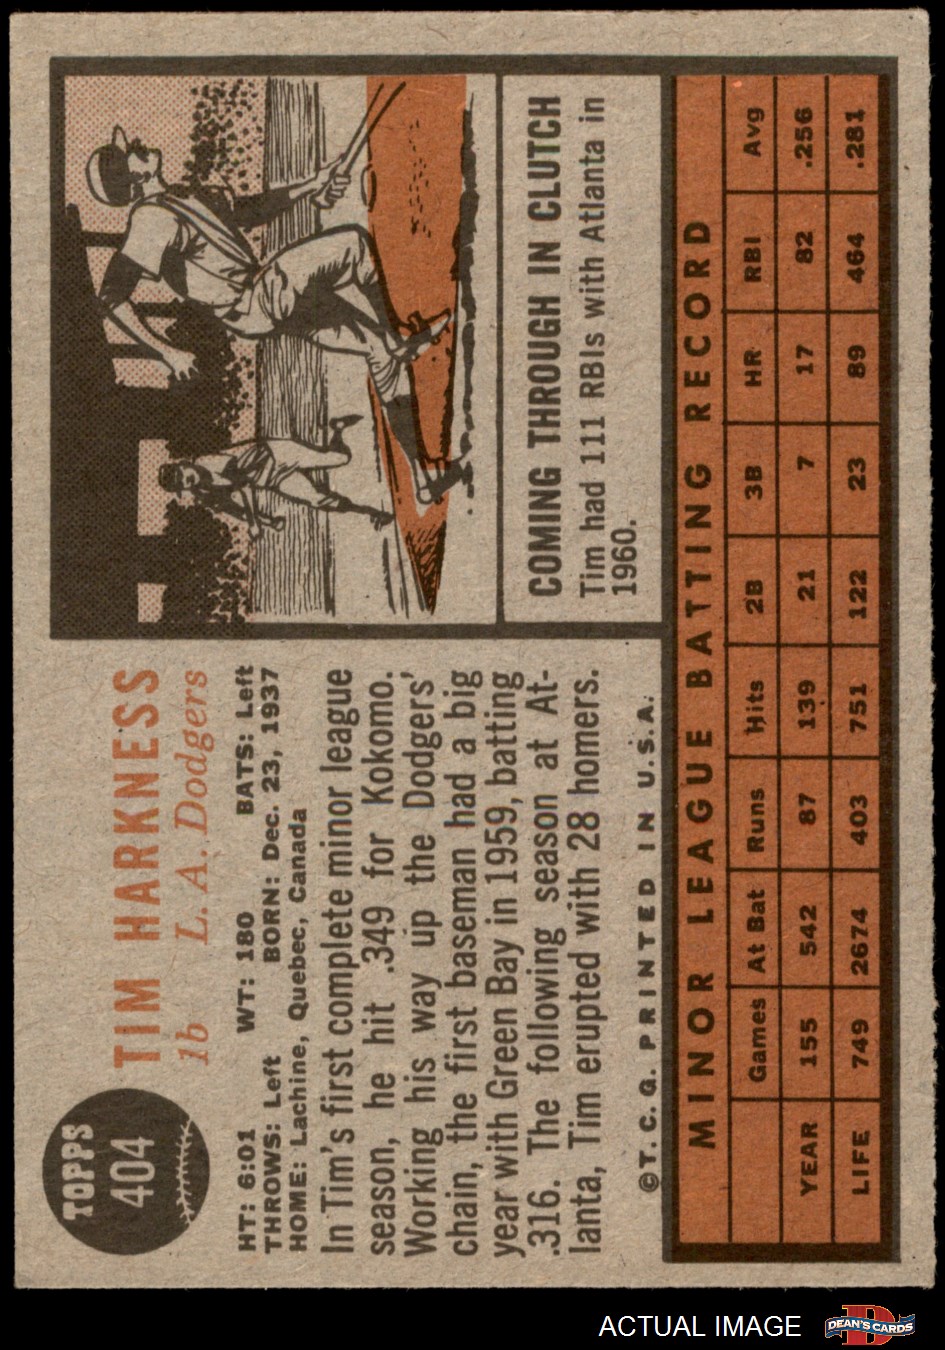 TOPPS
404
TIM HARKNESS
1b L. A. Dodgers
HT: 6:01 WT: 180 BATS: Left
THROWS: Left BORN: Dec. 23, 1937
HOME: Lachine, Quebec, Canada
In Tim's first complete minor league
season, he hit .349 for Kokomo.
Working his way up the Dodgers'
chain, the first baseman had a big
year with Green Bay in 1959, batting
.316. The following season at At-
lanta, Tim erupted with 28 homers.
©T. C. G. PRINTED IN U.S.A.
COMING THROUGH IN CLUTCH
Tim had 111 RBIs with Atlanta in
1960.
MINOR LEAGUE BATTING RECORD
Games At Bat Runs Hits 2B 3B HR RBI Avg
YEAR 155 542 87 139 21 7 17 82 .256
LIFE 749 2674 403 751 122 23 89 464 .281
ACTUAL IMAGE
DEAN'S CARDS